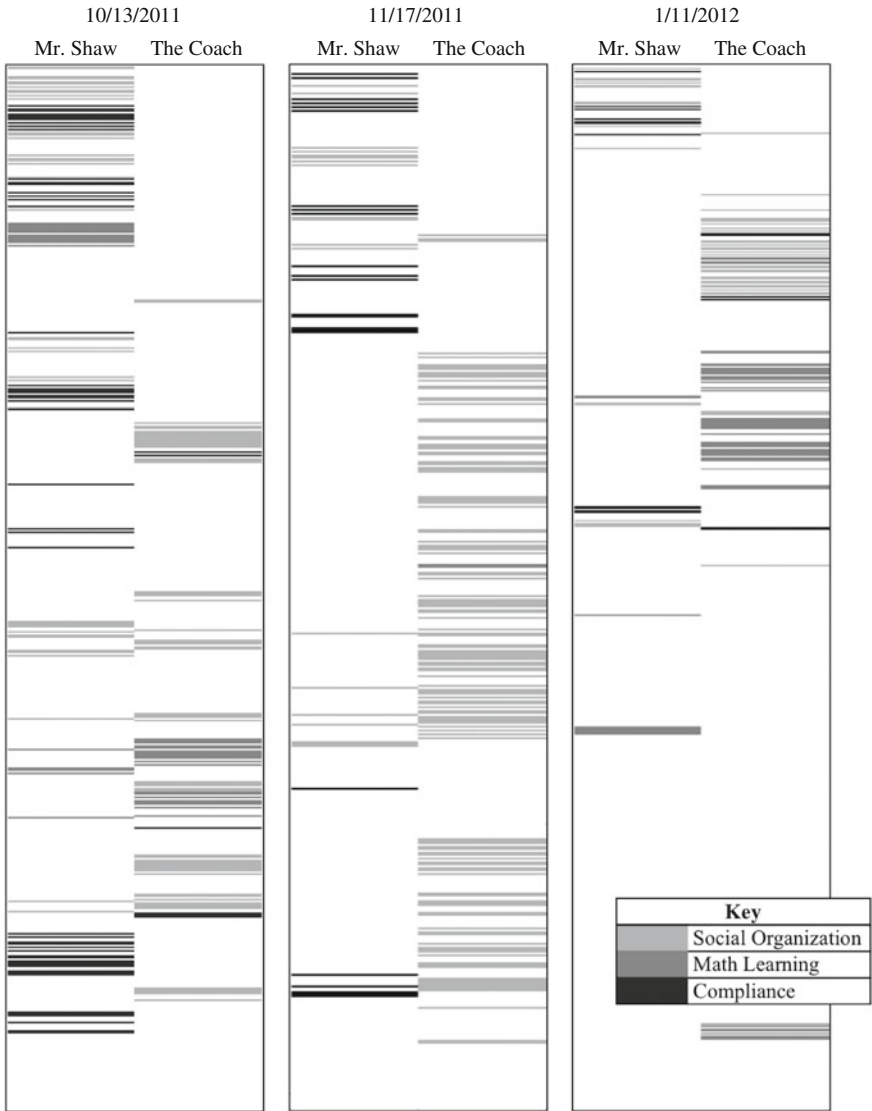 10/13/2011 11/17/2011 1/11/2012
Mr. Shaw The Coach Mr. Shaw The Coach Mr. Shaw The Coach
Key
Social Organization
Math Learning
Compliance